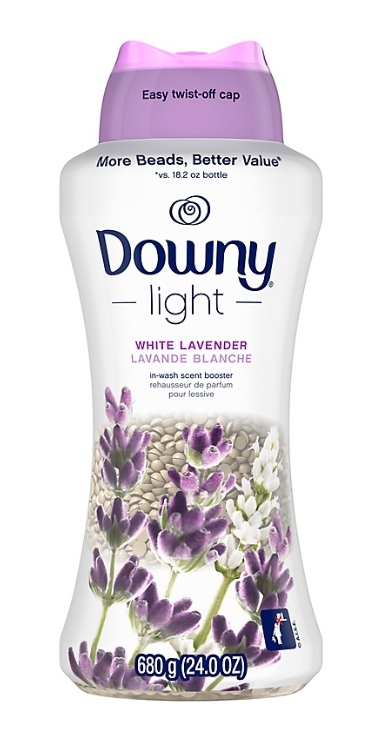 Easy twist-off cap
More Beads, Better Value*
*vs. 18.2 oz bottle
Downy®
light
WHITE LAVENDER
LAVANDE BLANCHE
in-wash scent booster
rehausseur de parfum
pour lessive
680 g (24.0 OZ)